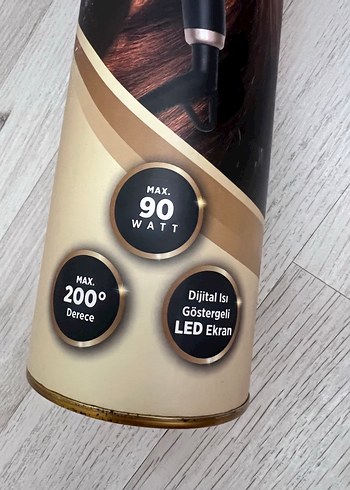 MAX.
90
WATT
MAX.
200°
Derece
Dijital Isı
Göstergeli
LED Ekran